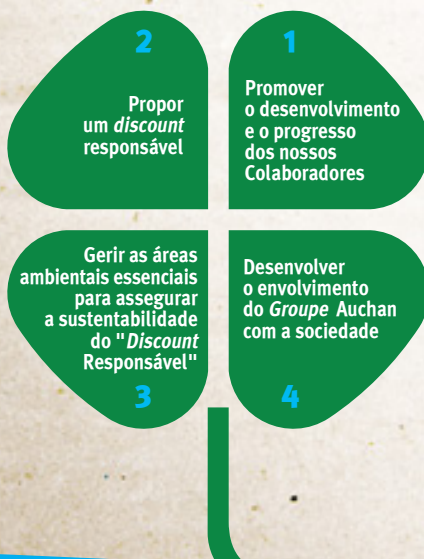 1
Promover
o desenvolvimento
e o progresso
dos nossos
Colaboradores
2
Propor
um discount
responsável
Gerir as áreas
ambientais essenciais
para assegurar
a sustentabilidade
do "Discount
Responsável"
3
Desenvolver
o envolvimento
do Groupe Auchan
com a sociedade
4